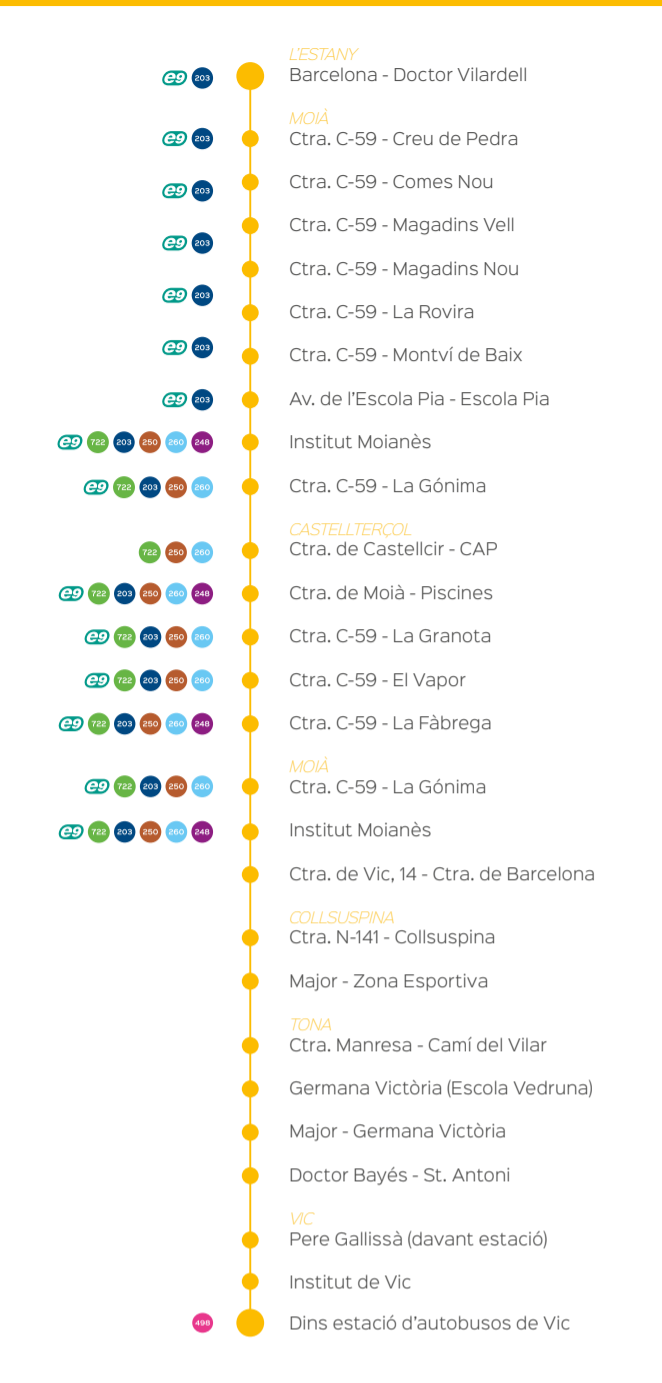 L'ESTANY
e9 203 Barcelona - Doctor Vilardell
MOIÀ
e9 203 Ctra. C-59 - Creu de Pedra
e9 203 Ctra. C-59 - Comes Nou
Ctra. C-59 - Magadins Vell
e9 203
Ctra. C-59 - Magadins Nou
e9 203
Ctra. C-59 - La Rovira
e9 203 Ctra. C-59 - Montví de Baix
e9 203 Av. de l'Escola Pia - Escola Pia
e9 722 203 250 260 248 Institut Moianès
e9 722 203 250 260 Ctra. C-59 - La Gónima
CASTELLTERÇOL
722 250 260 Ctra. de Castellcir - CAP
e9 722 203 250 260 248 Ctra. de Moià - Piscines
e9 722 203 250 260 Ctra. C-59 - La Granota
e9 722 203 250 260 Ctra. C-59 - El Vapor
e9 722 203 250 260 248 Ctra. C-59 - La Fàbrega
MOIÀ
e9 722 203 250 260 Ctra. C-59 - La Gónima
e9 722 203 250 260 248 Institut Moianès
Ctra. de Vic, 14 - Ctra. de Barcelona
COLLSUSPINA
Ctra. N-141 - Collsuspina
Major - Zona Esportiva
TONA
Ctra. Manresa - Camí del Vilar
Germana Victòria (Escola Vedruna)
Major - Germana Victòria
Doctor Bayés - St. Antoni
VIC
Pere Gallissà (davant estació)
Institut de Vic
498 Dins estació d'autobusos de Vic